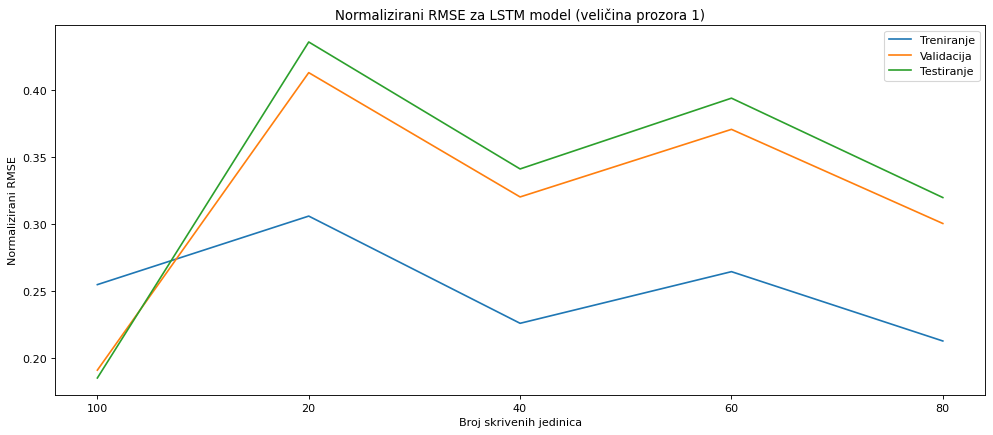 Normalizirani RMSE za LSTM model (veličina prozora 1)
Treniranje
Validacija
Testiranje
0.40
0.35
0.30
0.25
0.20
Normalizirani RMSE
100 20 40 60 80
Broj skrivenih jedinica